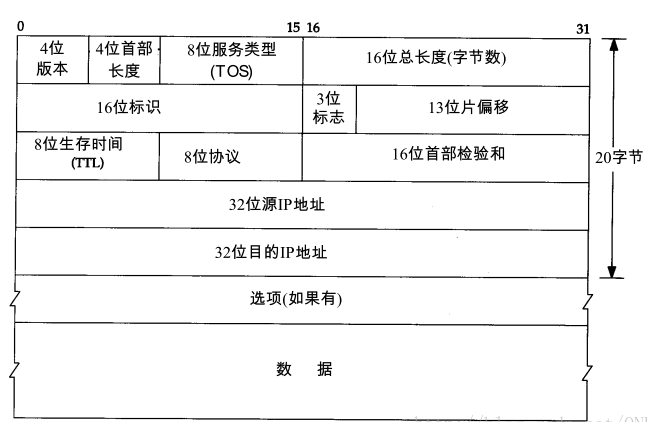 0 15 16 31
4位 4位首部 8位服务类型 16位总长度(字节数)
版本 长度 (TOS)
16位标识 3位 13位片偏移
标志
8位生存时间 8位协议 16位首部检验和
(TTL)
20字节
32位源IP地址
32位目的IP地址
选项(如果有)
数 据